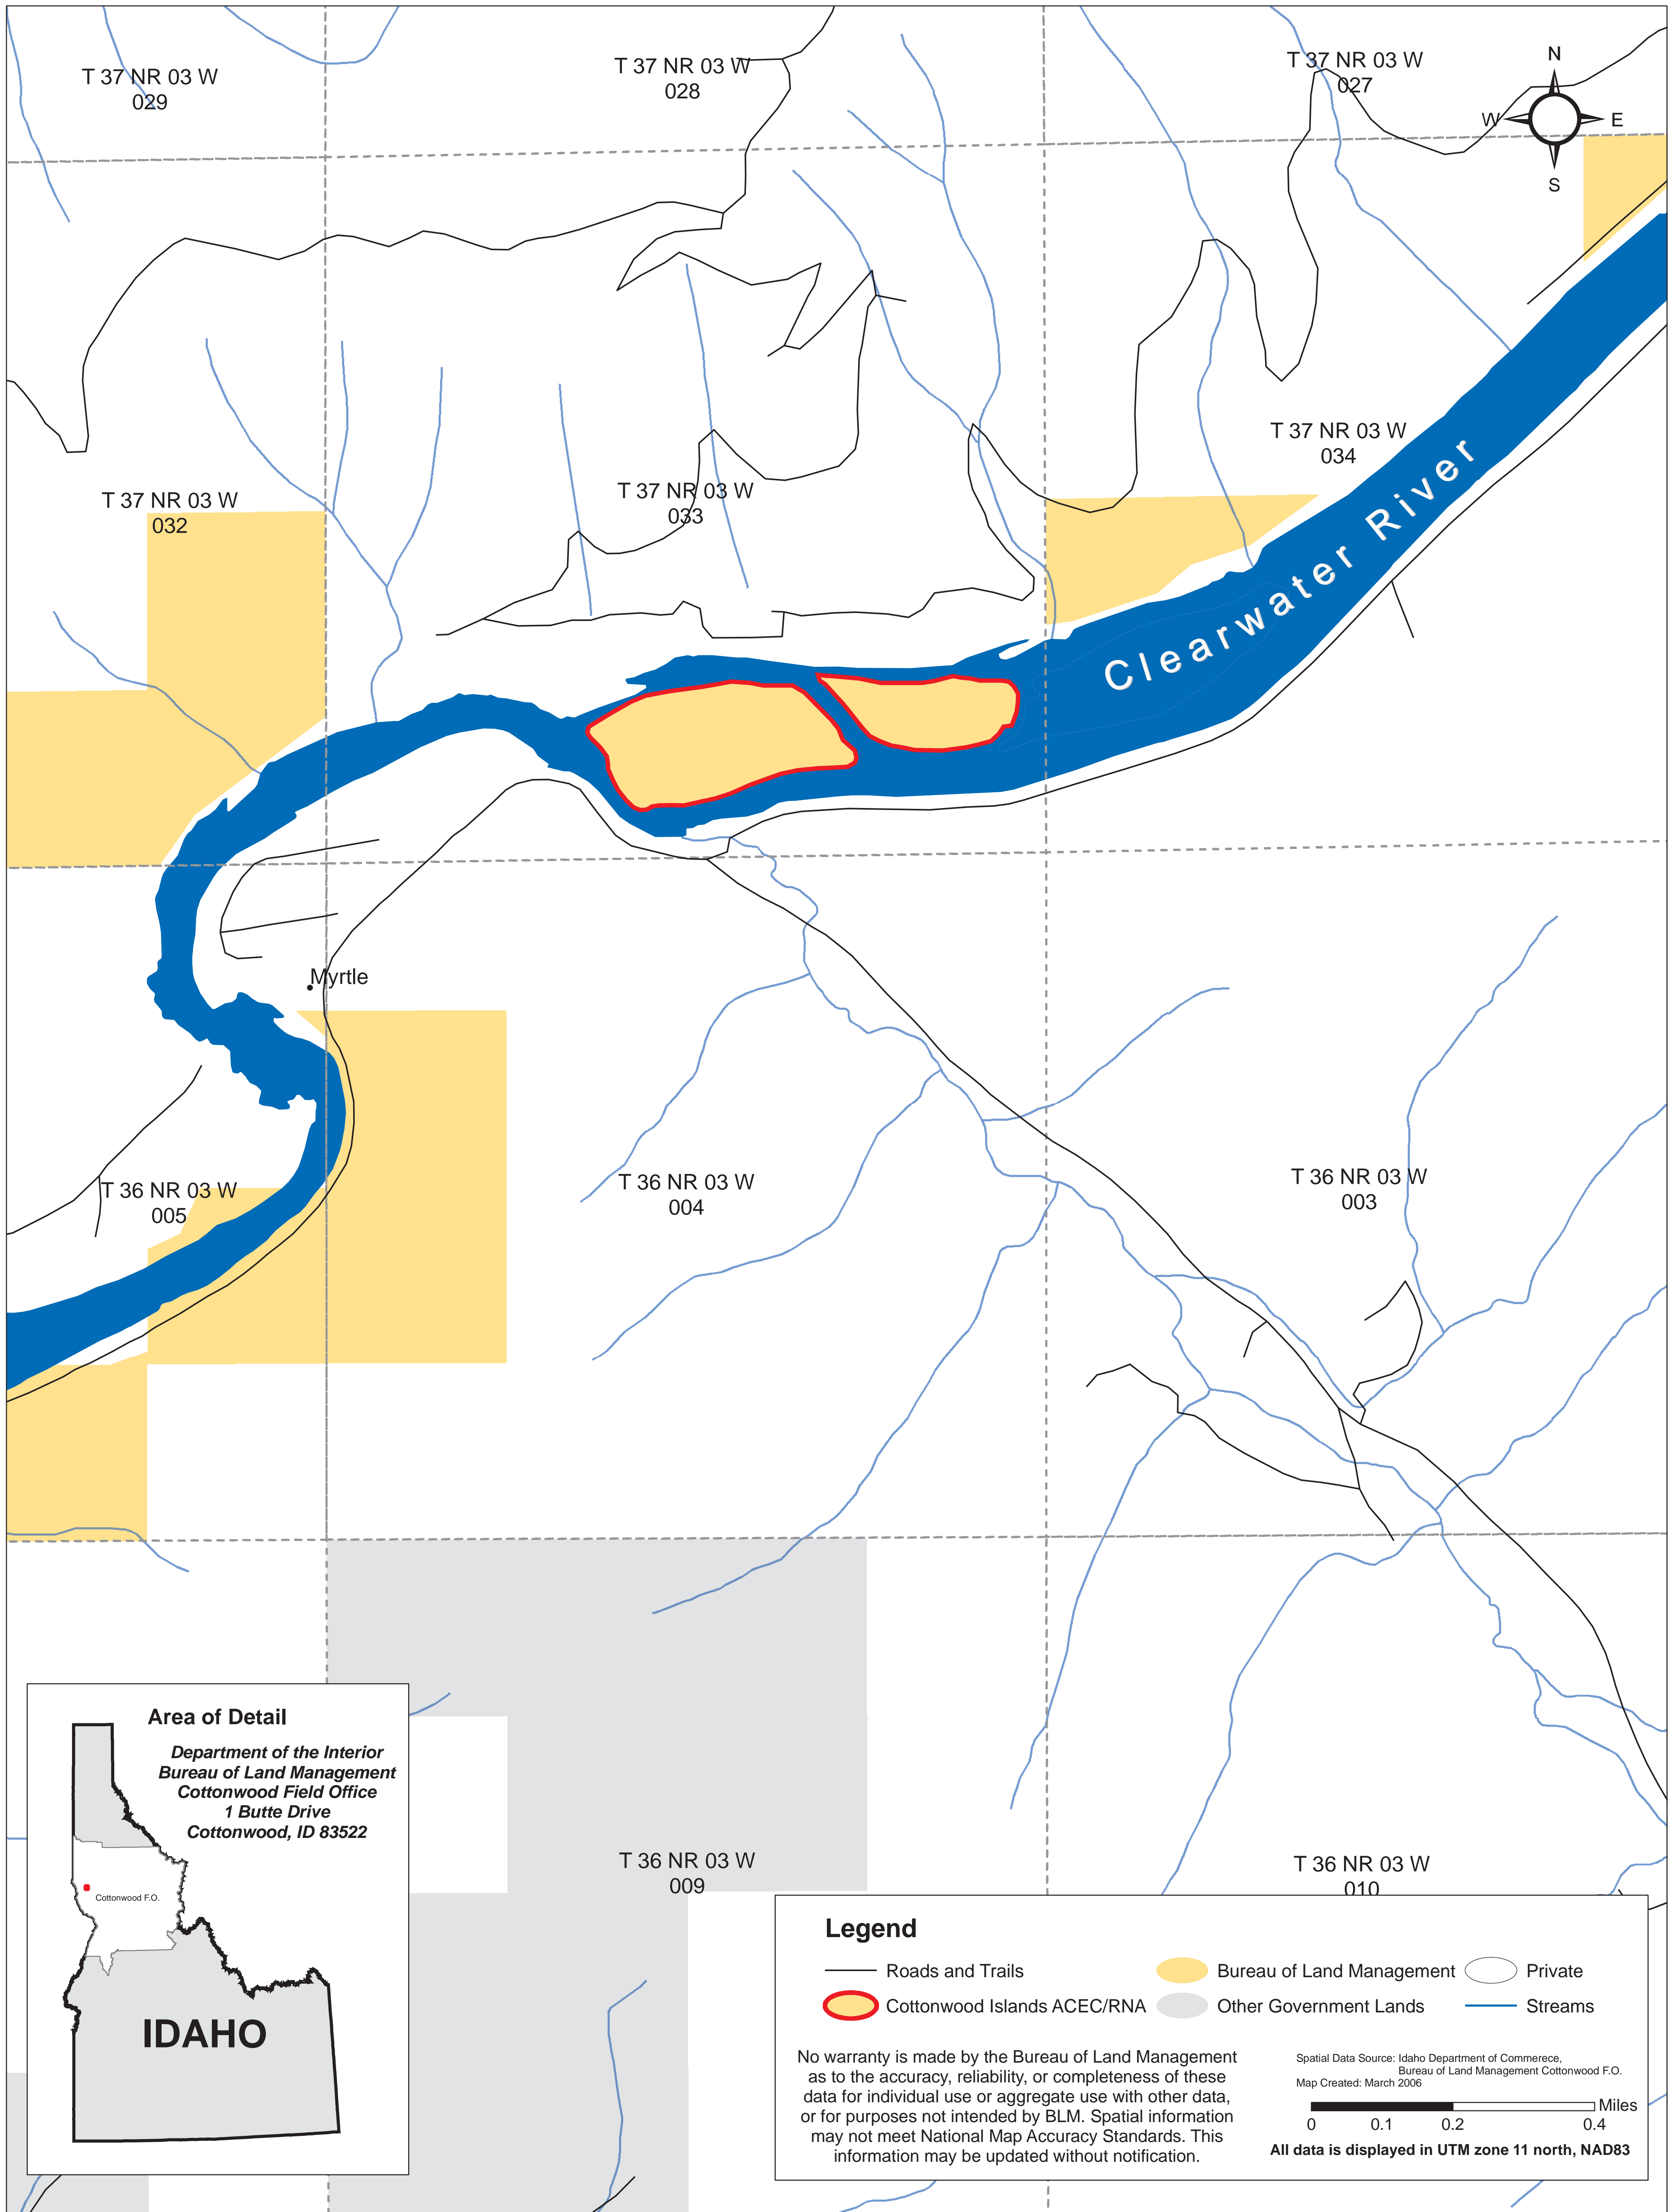 T 37 NR 03 W
029
T 37 NR 03 W
028
T 37 NR 03 W
027
N
W
E
S
T 37 NR 03 W
034
T 37 NR 03 W
032
T 37 NR 03 W
033
Clearwater River
Myrtle
T 36 NR 03 W
005
T 36 NR 03 W
004
T 36 NR 03 W
003
T 36 NR 03 W
009
T 36 NR 03 W
010
Area of Detail
Department of the Interior
Bureau of Land Management
Cottonwood Field Office
1 Butte Drive
Cottonwood, ID 83522
Cottonwood F.O.
IDAHO
Legend
Roads and Trails
Bureau of Land Management
Private
Cottonwood Islands ACEC/RNA
Other Government Lands
Streams
No warranty is made by the Bureau of Land Management
as to the accuracy, reliability, or completeness of these
data for individual use or aggregate use with other data,
or for purposes not intended by BLM. Spatial information
may not meet National Map Accuracy Standards. This
information may be updated without notification.
Spatial Data Source: Idaho Department of Commerece,
Bureau of Land Management Cottonwood F.O.
Map Created: March 2006
Miles
0 0.1 0.2 0.4
All data is displayed in UTM zone 11 north, NAD83